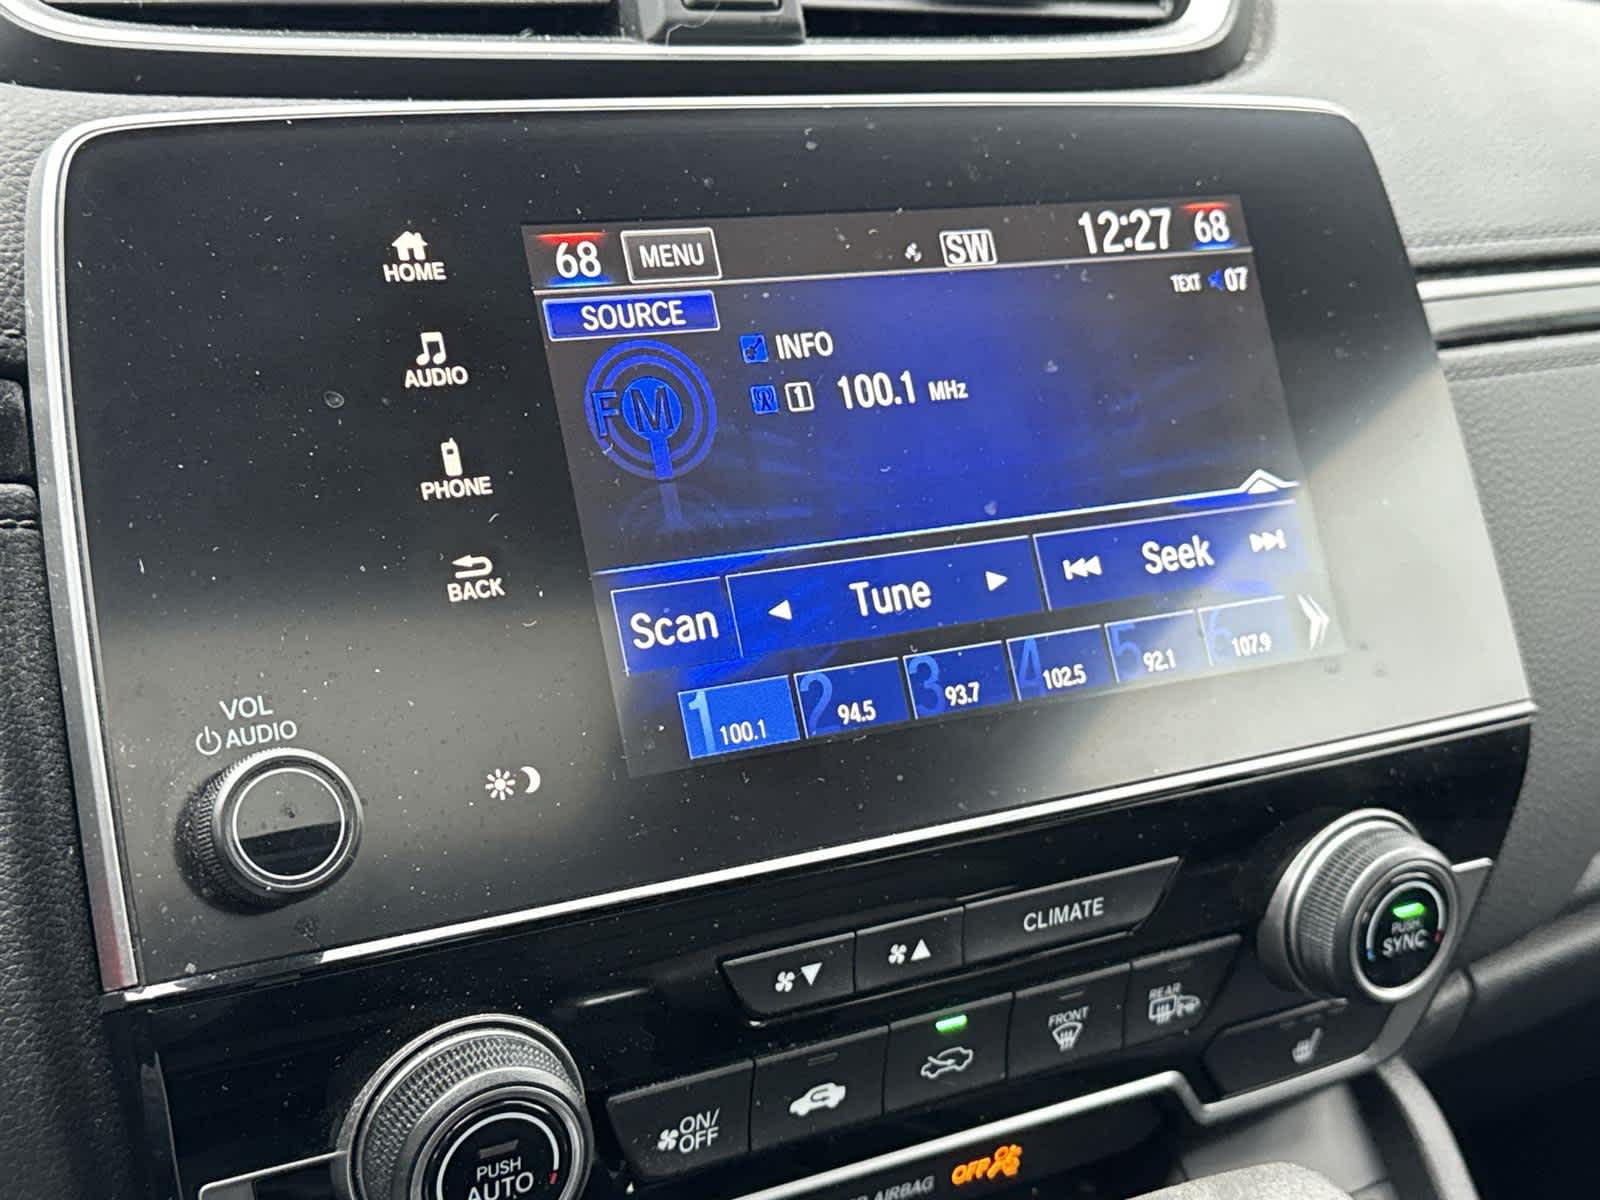 HOME
AUDIO
PHONE
BACK
VOL
AUDIO
68 MENU SW 12:27 68
TEXT 07
SOURCE
FM
INFO
1 100.1 MHz
Scan Tune Seek
1 100.1 2 94.5 3 93.7 4 102.5 5 92.1 6 107.9
CLIMATE
PUSH
SYNC
FRONT
REAR
ON/
OFF
PUSH
AUTO
AIRBAG OFF